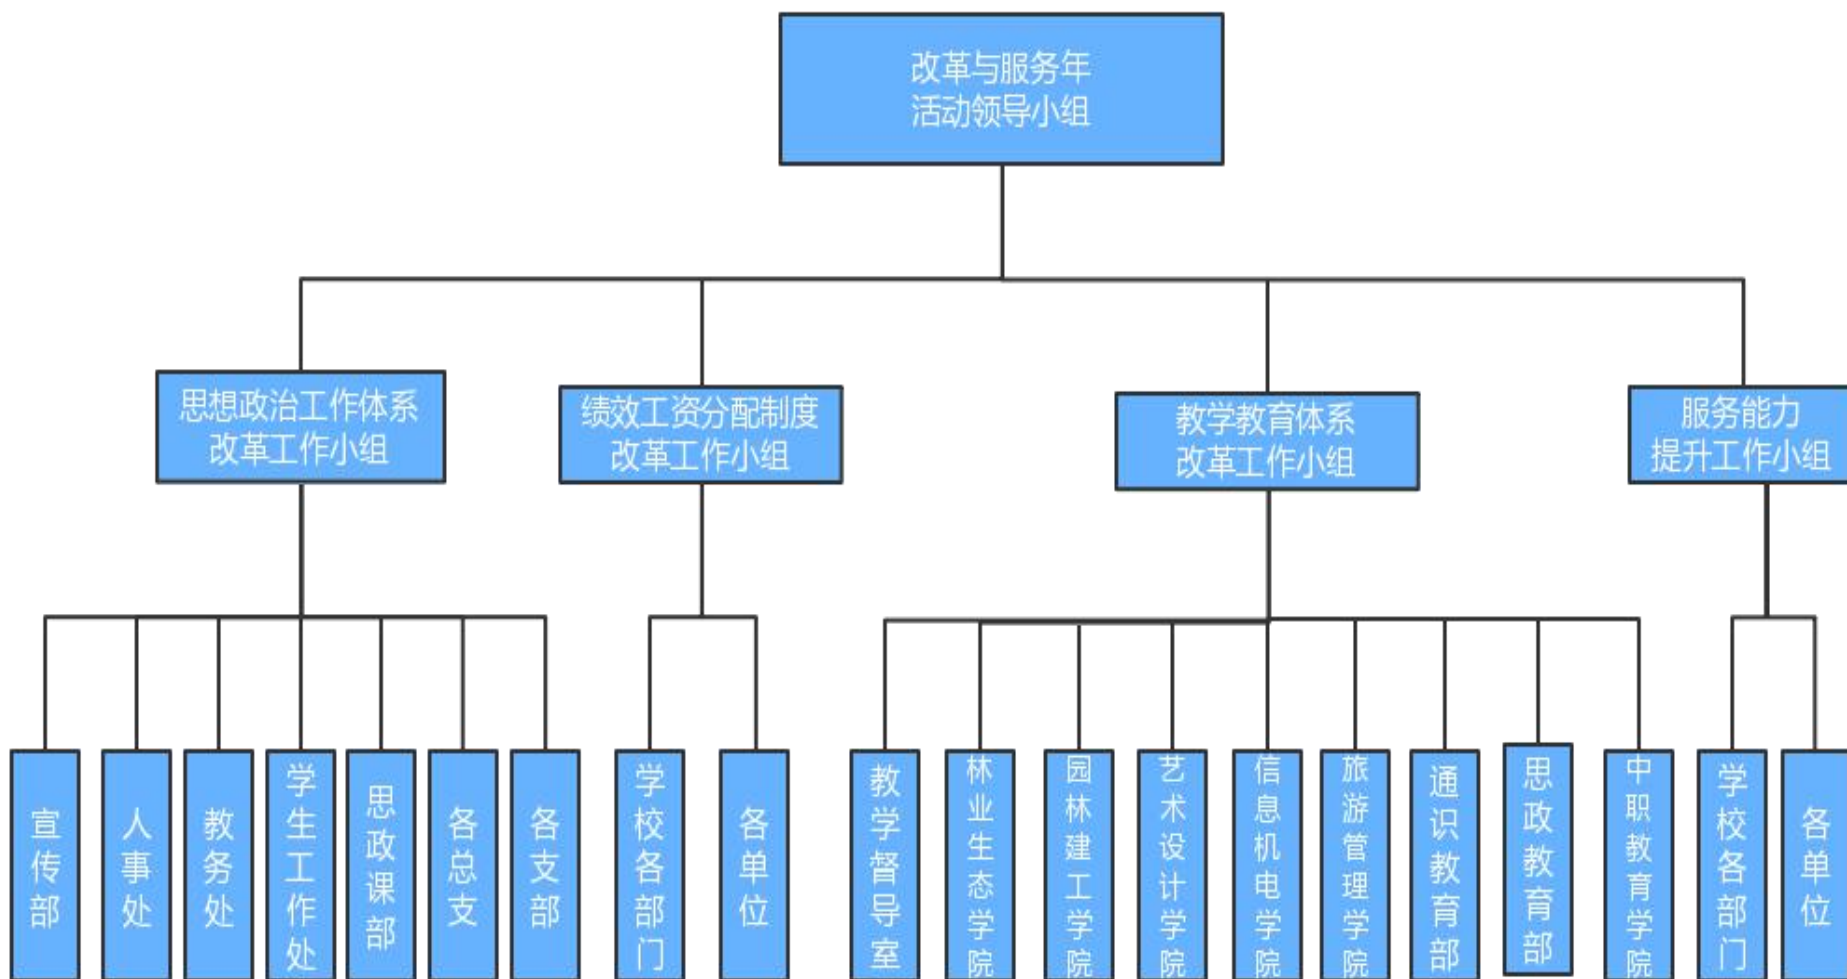 改革与服务年
活动领导小组
思想政治工作体系
改革工作小组
绩效工资分配制度
改革工作小组
教学教育体系
改革工作小组
服务能力
提升工作小组
宣传部
人事处
教务处
学生工作处
思政课部
各总支
各支部
学校各部门
各单位
教学督导室
林业生态学院
园林建工学院
艺术设计学院
信息机电学院
旅游管理学院
通识教育部
思政教育部
中职教育学院
学校各部门
各单位